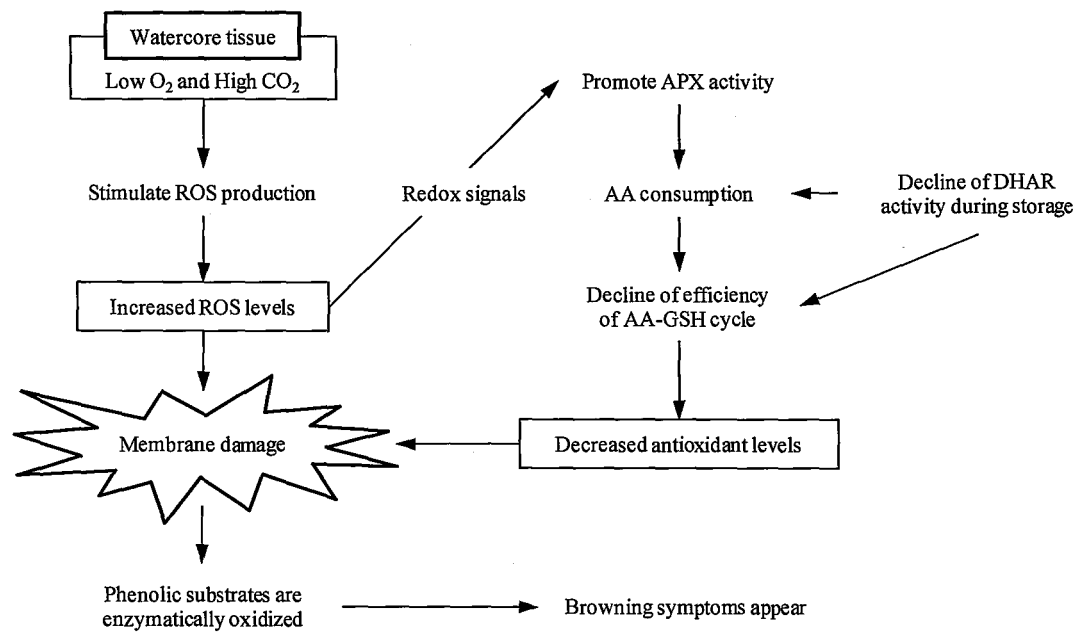 Watercore tissue
Low O₂ and High CO₂
Stimulate ROS production
Increased ROS levels
Membrane damage
Phenolic substrates are
enzymatically oxidized
Browning symptoms appear
Redox signals
Promote APX activity
AA consumption
Decline of DHAR
activity during storage
Decline of efficiency
of AA-GSH cycle
Decreased antioxidant levels